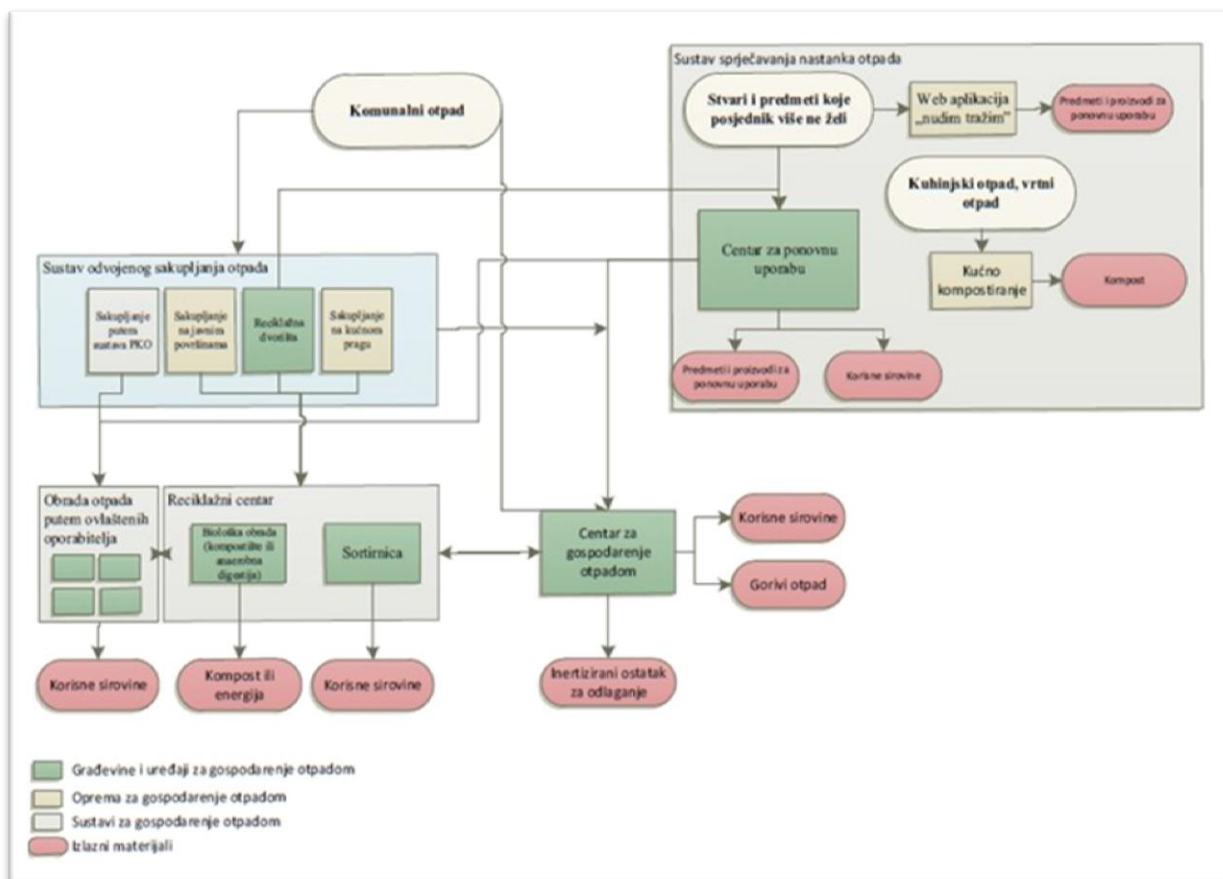 Sustav sprječavanja nastanka otpada
Komunalni otpad
Stvari i predmeti koje
posjednik više ne želi
Web aplikacija
„nudim tražim”
Predmeti i proizvodi za
ponovnu uporabu
Kuhinjski otpad, vrtni
otpad
Centar za ponovnu
uporabu
Kućno
kompostiranje
Kompost
Predmeti i proizvodi za
ponovnu uporabu
Korisne sirovine
Sustav odvojenog sakupljanja otpada
Sakupljanje
putem
sustava PKO
Sakupljanje
na javnim
površinama
Reciklažna
dvorišta
Sakupljanje
na kućnom
pragu
Obrada otpada
putem ovlaštenih
oporabitelja
Reciklažni centar
Biološka obrada
(kompostište ili
anaerobna
digestija)
Sortirnica
Centar za
gospodarenje
otpadom
Korisne sirovine
Gorivi otpad
Korisne sirovine
Kompost ili
energija
Korisne sirovine
Inertizirani ostatak
za odlaganje
Građevine i uređaji za gospodarenje otpadom
Oprema za gospodarenje otpadom
Sustavi za gospodarenje otpadom
Izlazni materijali